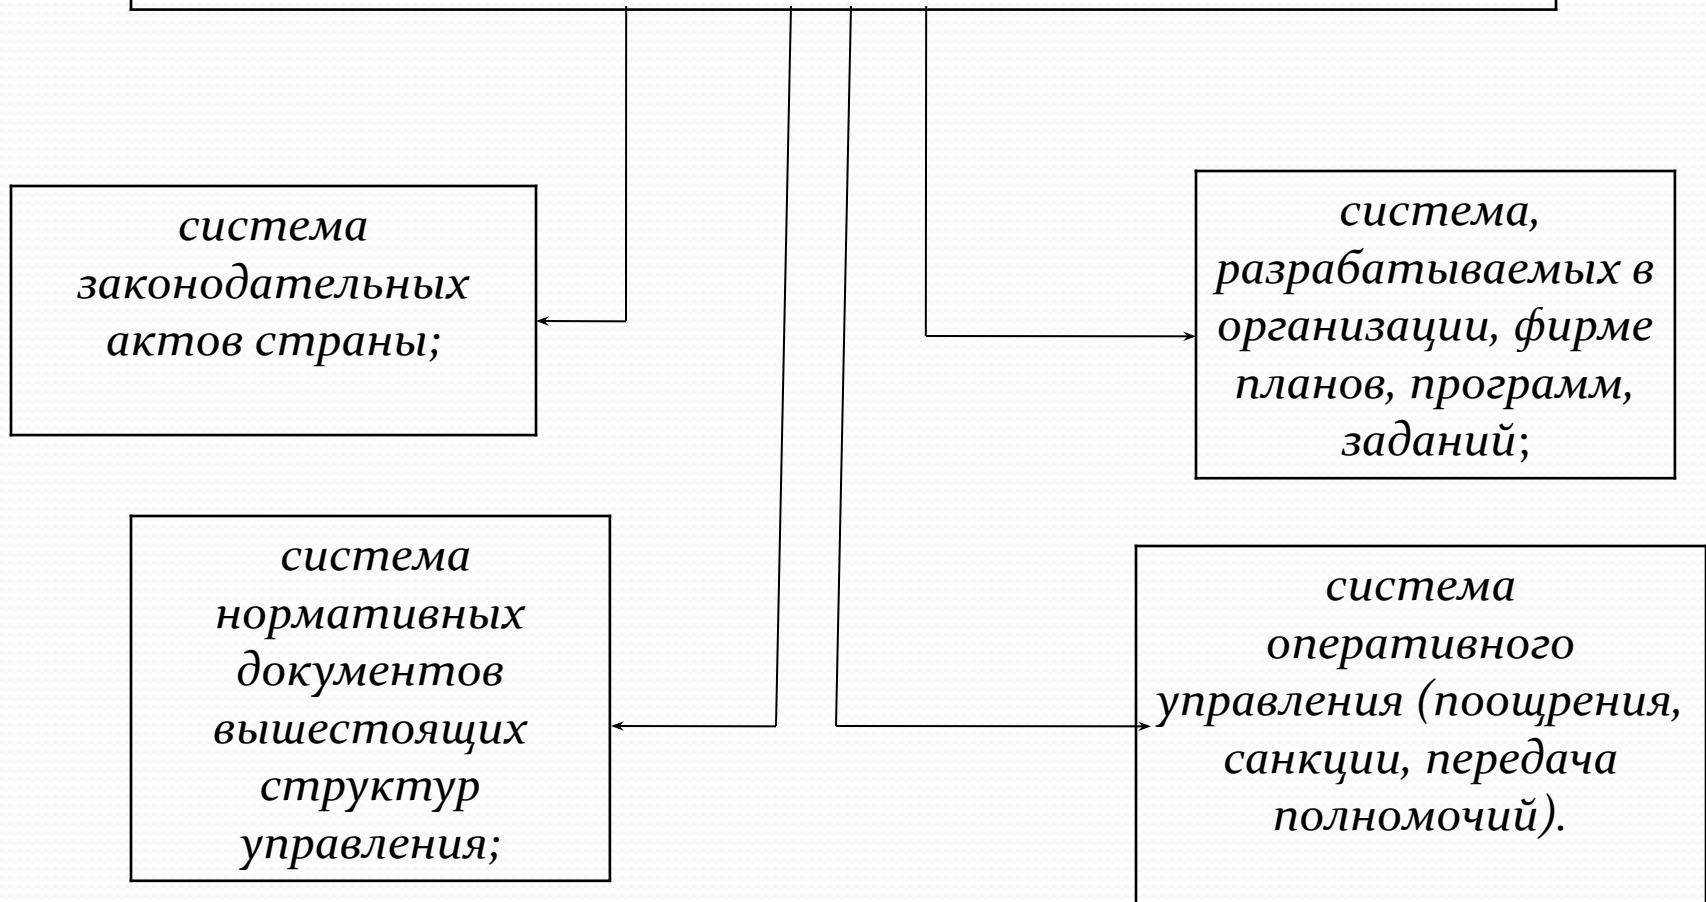 система
законодательных
актов страны;
система,
разрабатываемых в
организации, фирме
планов, программ,
заданий;
система
нормативных
документов
вышестоящих
структур
управления;
система
оперативного
управления (поощрения,
санкции, передача
полномочий).